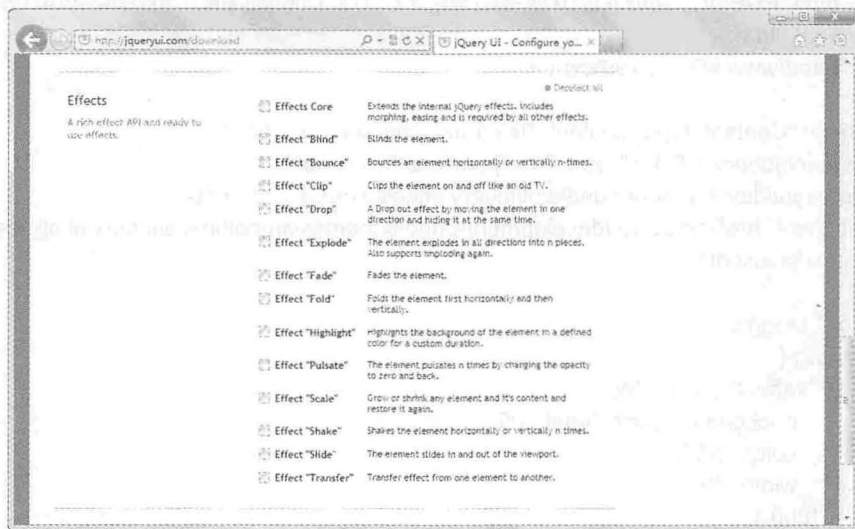 http://jqueryui.com/download
jQuery UI - Configure yo...
Deselect all
Effects
A rich effect API and ready to
use effects.
Effects Core
Extends the internal jQuery effects, includes
morphing, easing and is required by all other effects.
Effect "Blind"
Blinds the element.
Effect "Bounce"
Bounces an element horizontally or vertically n-times.
Effect "Clip"
Clips the element on and off like an old TV.
Effect "Drop"
A Drop out effect by moving the element in one
direction and hiding it at the same time.
Effect "Explode"
The element explodes in all directions into n pieces.
Also supports imploding again.
Effect "Fade"
Fades the element.
Effect "Fold"
Folds the element first horizontally and then
vertically.
Effect "Highlight"
Highlights the background of the element in a defined
color for a custom duration.
Effect "Pulsate"
The element pulsates n times by changing the opacity
to zero and back.
Effect "Scale"
Grow or shrink any element and it's content and
restore it again.
Effect "Shake"
Shakes the element horizontally or vertically n times.
Effect "Slide"
The element slides in and out of the viewport.
Effect "Transfer"
Transfer effect from one element to another.